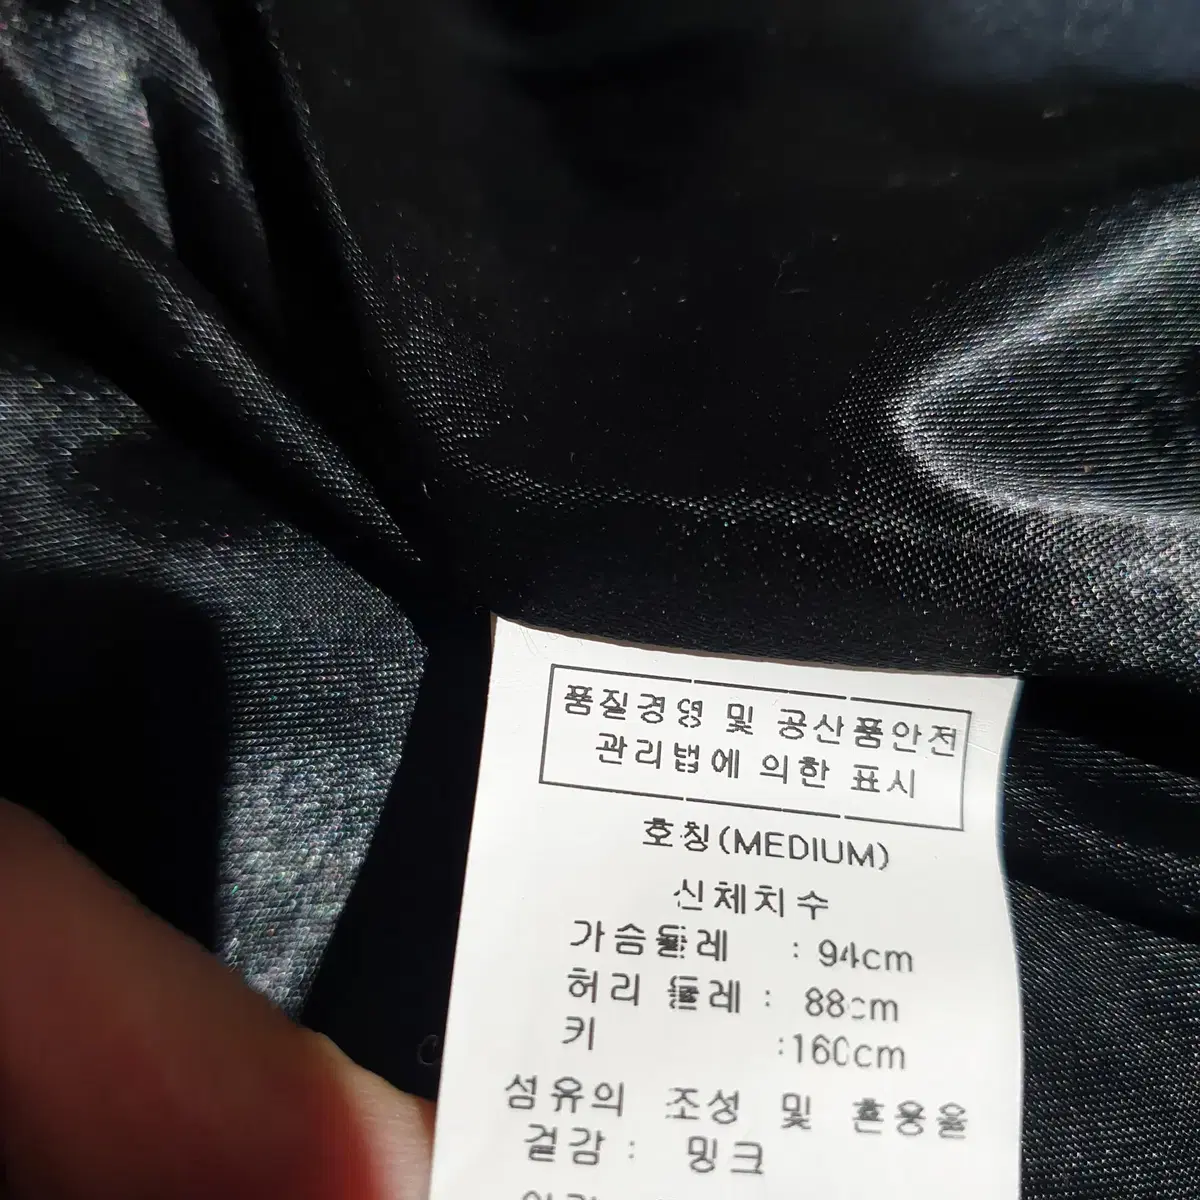 품질경영 및 공산품안전
관리법에 의한 표시
호칭(MEDIUM)
신체치수
가슴둘레 : 94cm
허리 둘레 : 88cm
키 :160cm
섬유의 조성 및 혼용율
겉감 : 밍크